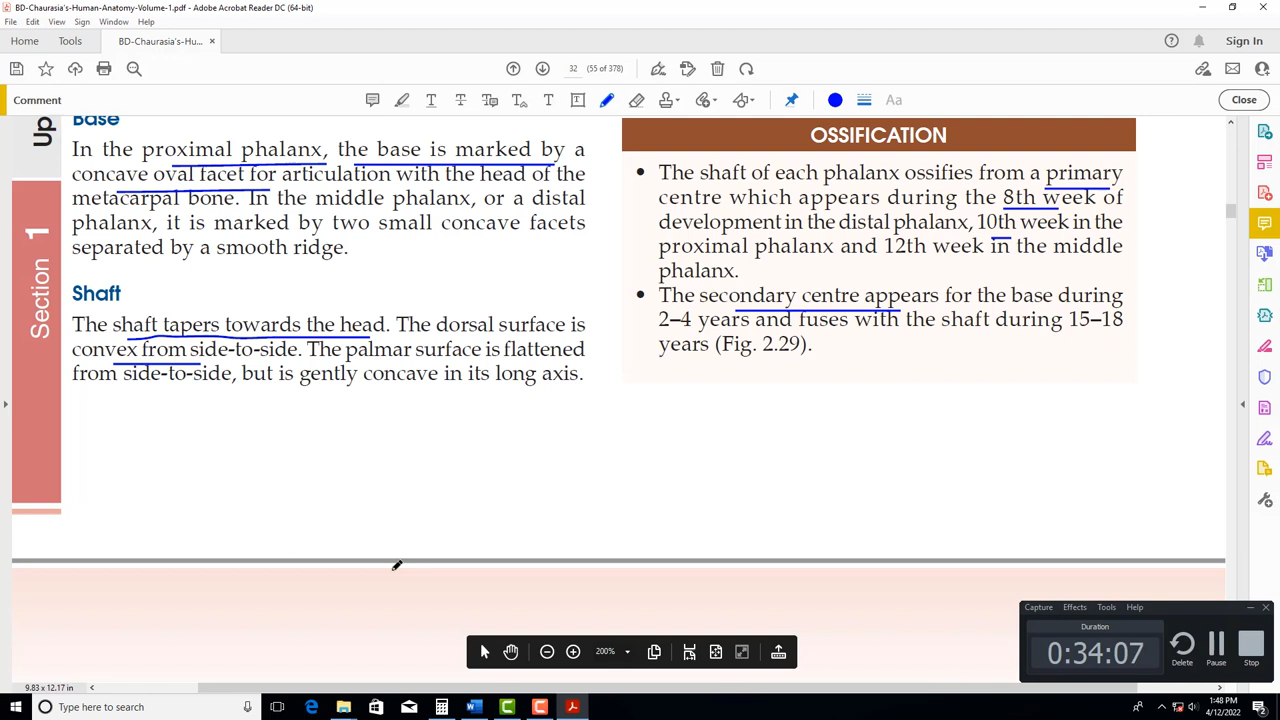 BD-Chaurasia's-Human-Anatomy-Volume-1.pdf - Adobe Acrobat Reader DC (64-bit)
File Edit View Sign Window Help
Home Tools BD-Chaurasia's-Hu... × Sign In
32 (55 of 378)
Comment Aa Close
Up
Section 1
Base
In the proximal phalanx, the base is marked by a
concave oval facet for articulation with the head of the
metacarpal bone. In the middle phalanx, or a distal
phalanx, it is marked by two small concave facets
separated by a smooth ridge.
Shaft
The shaft tapers towards the head. The dorsal surface is
convex from side-to-side. The palmar surface is flattened
from side-to-side, but is gently concave in its long axis.
OSSIFICATION
• The shaft of each phalanx ossifies from a primary
centre which appears during the 8th week of
development in the distal phalanx, 10th week in the
proximal phalanx and 12th week in the middle
phalanx.
• The secondary centre appears for the base during
2–4 years and fuses with the shaft during 15–18
years (Fig. 2.29).
Capture Effects Tools Help
Duration
0:34:07
Delete Pause Stop
200%
9.83 x 12.17 in
Type here to search
1:48 PM
4/12/2022
2